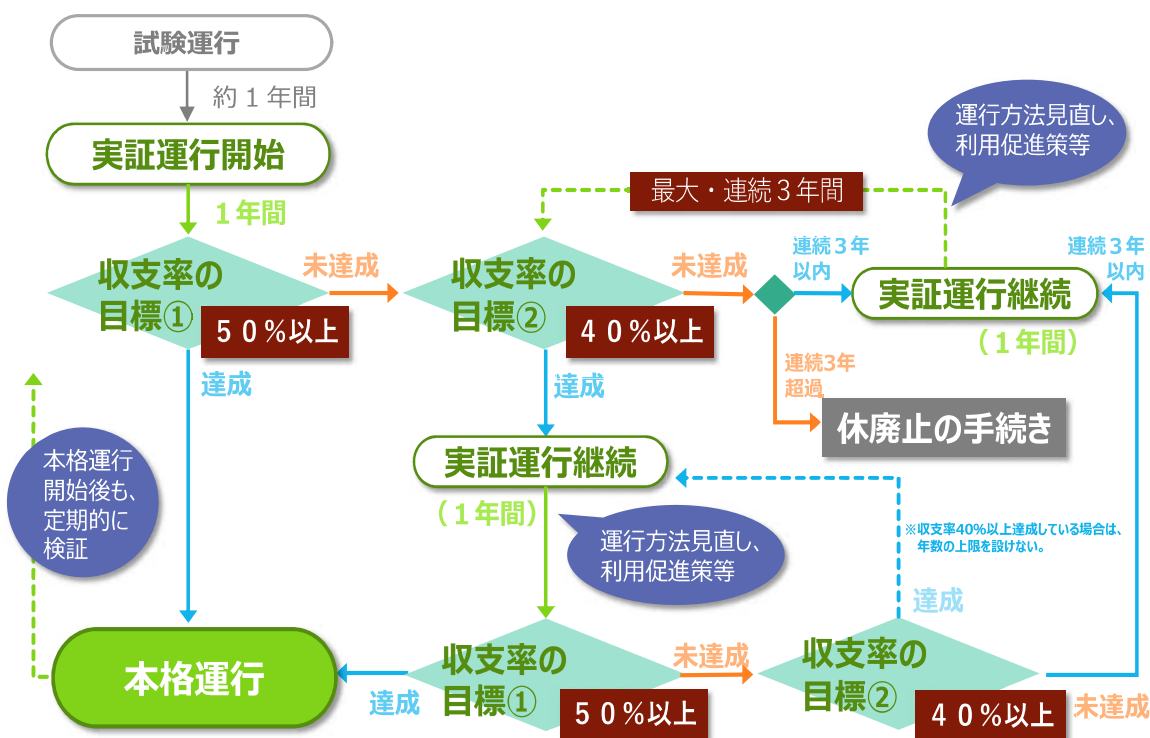 試験運行
約1年間
実証運行開始
1年間
収支率の
目標①
50%以上
未達成
達成
収支率の
目標②
40%以上
未達成
達成
最大・連続3年間
連続3年
以内
連続3年
超過
休廃止の手続き
運行方法見直し、
利用促進策等
実証運行継続
(1年間)
連続3年
以内
実証運行継続
(1年間)
運行方法見直し、
利用促進策等
※収支率40%以上達成している場合は、
年数の上限を設けない。
収支率の
目標①
50%以上
達成
未達成
収支率の
目標②
40%以上
達成
未達成
本格運行
開始後も、
定期的に
検証
本格運行